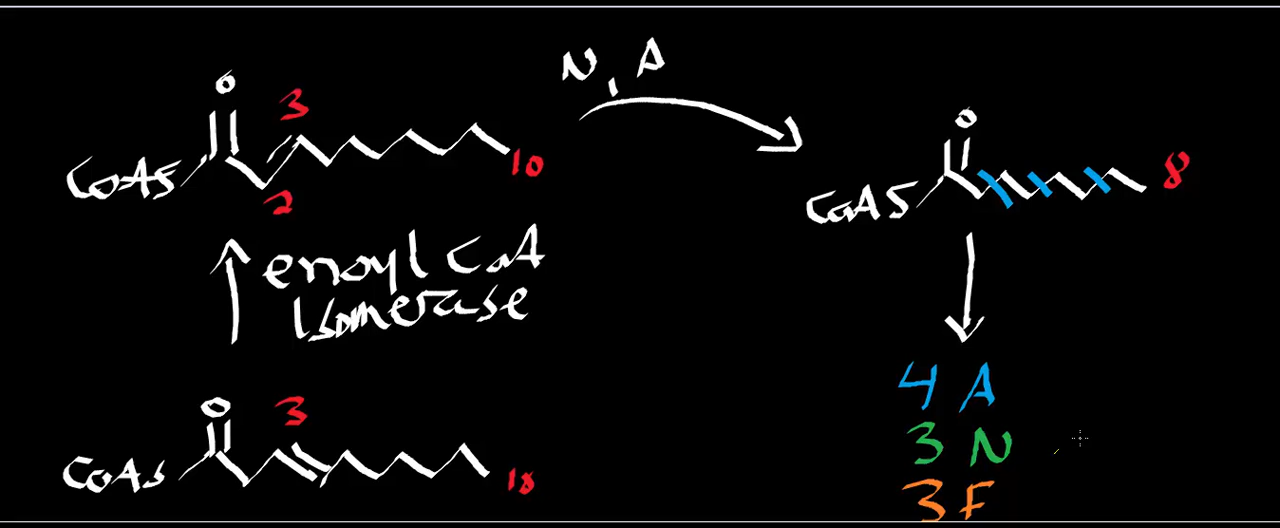 N, A
O
3
CoAS
10
2
O
CoAS
8
enoyl CoA
Isomerase
O
3
CoAS
10
4 A
3 N
3 F